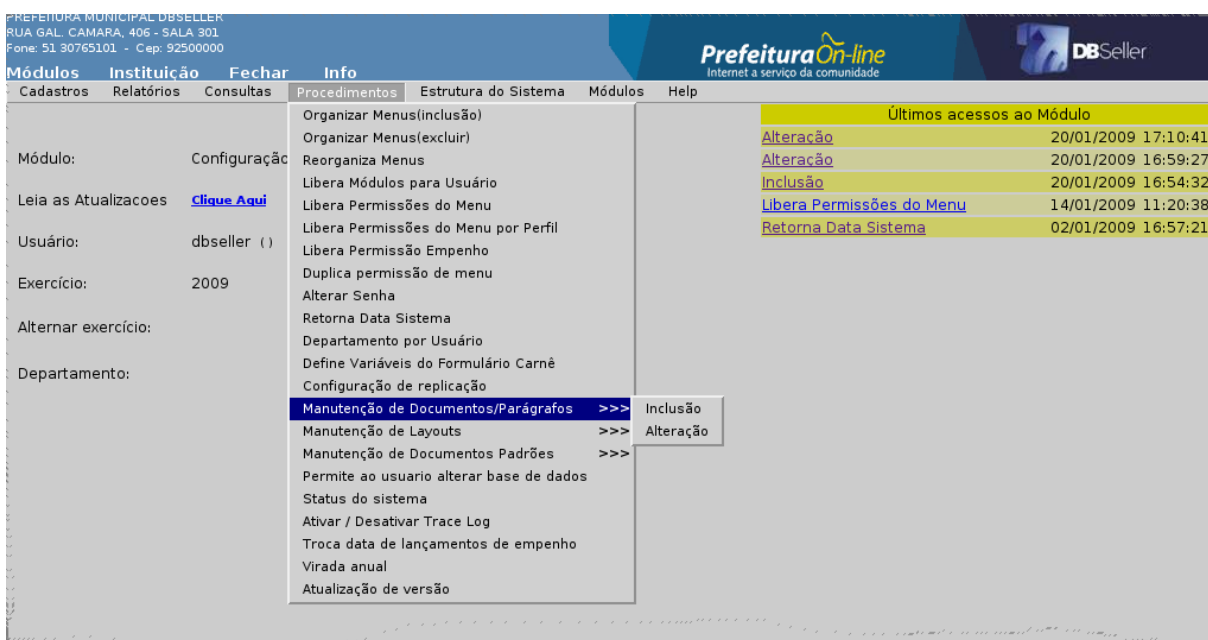 PREFEITURA MUNICIPAL DBSELLER
RUA GAL. CAMARA, 406 - SALA 301
Fone: 51 30765101 - Cep: 92500000
Módulos Instituição Fechar Info
Prefeitura On-line
Internet a serviço da comunidade
DBSeller
Cadastros Relatórios Consultas Procedimentos Estrutura do Sistema Módulos Help
Módulo: Configuração
Leia as Atualizacoes Clique Aqui
Usuário: dbseller ()
Exercício: 2009
Alternar exercício:
Departamento:
Organizar Menus(inclusão)
Organizar Menus(excluir)
Reorganiza Menus
Libera Módulos para Usuário
Libera Permissões do Menu
Libera Permissões do Menu por Perfil
Libera Permissão Empenho
Duplica permissão de menu
Alterar Senha
Retorna Data Sistema
Departamento por Usuário
Define Variáveis do Formulário Carnê
Configuração de replicação
Manutenção de Documentos/Parágrafos >>>
Manutenção de Layouts >>>
Manutenção de Documentos Padrões >>>
Permite ao usuario alterar base de dados
Status do sistema
Ativar / Desativar Trace Log
Troca data de lançamentos de empenho
Virada anual
Atualização de versão
Inclusão
Alteração
Últimos acessos ao Módulo
Alteração 20/01/2009 17:10:41
Alteração 20/01/2009 16:59:27
Inclusão 20/01/2009 16:54:32
Libera Permissões do Menu 14/01/2009 11:20:38
Retorna Data Sistema 02/01/2009 16:57:21